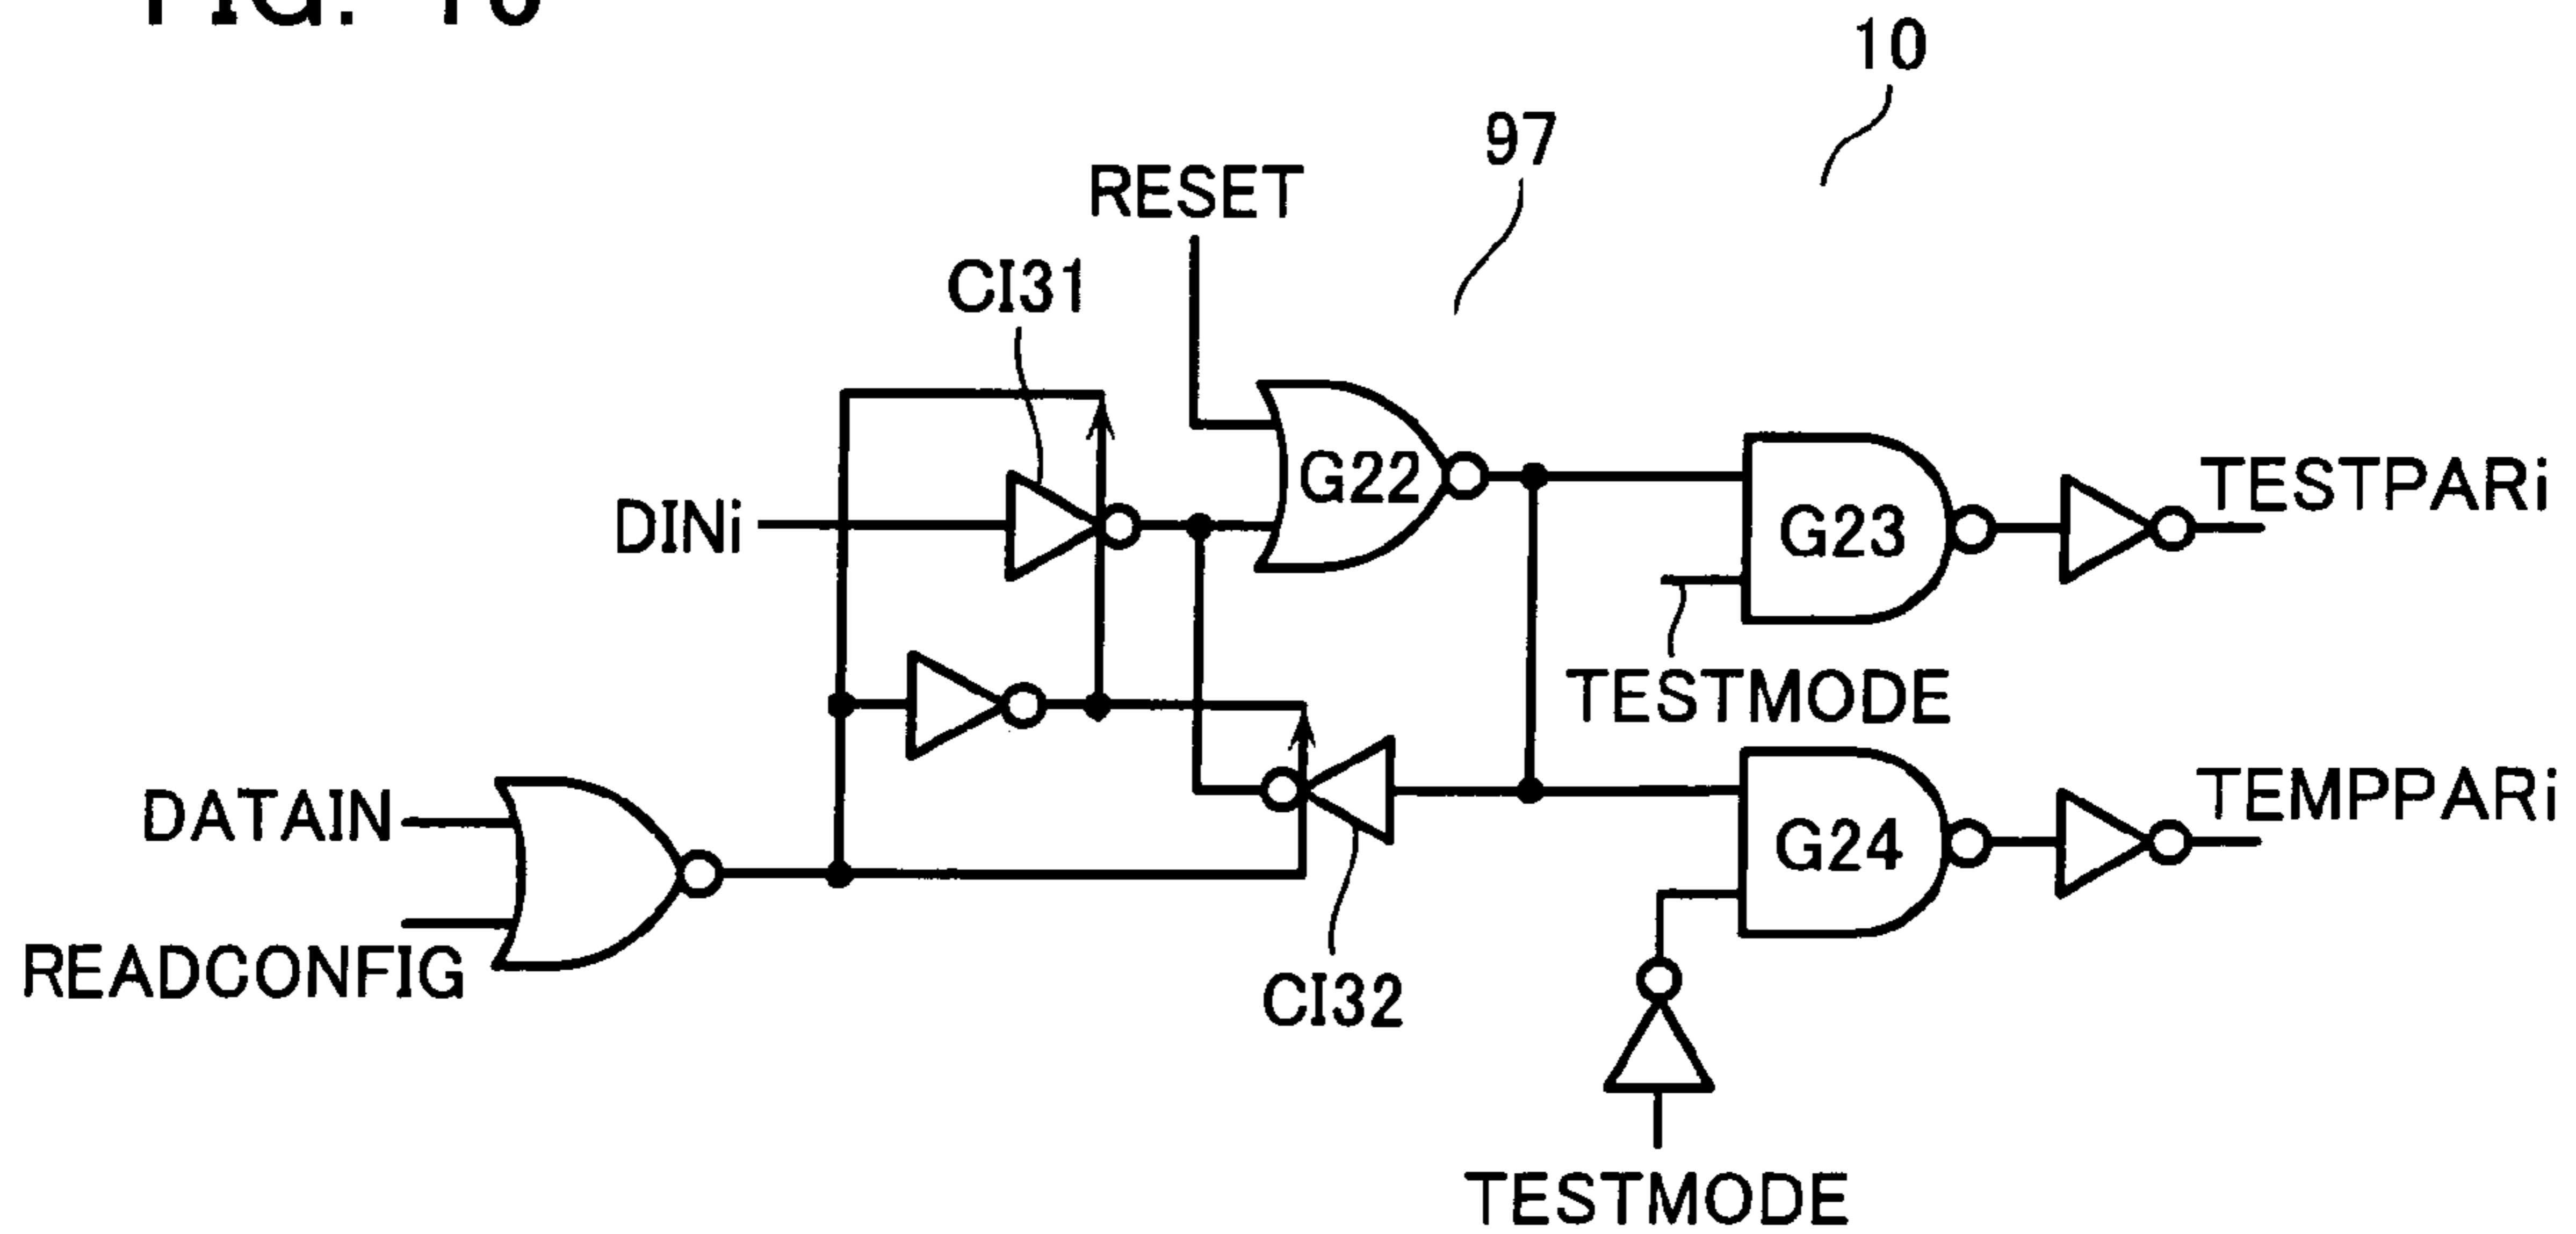 10
97
RESET
CI31
G22
DINi
G23
TESTPARi
TESTMODE
DATAIN
G24
TEMPPARi
READCONFIG
CI32
TESTMODE